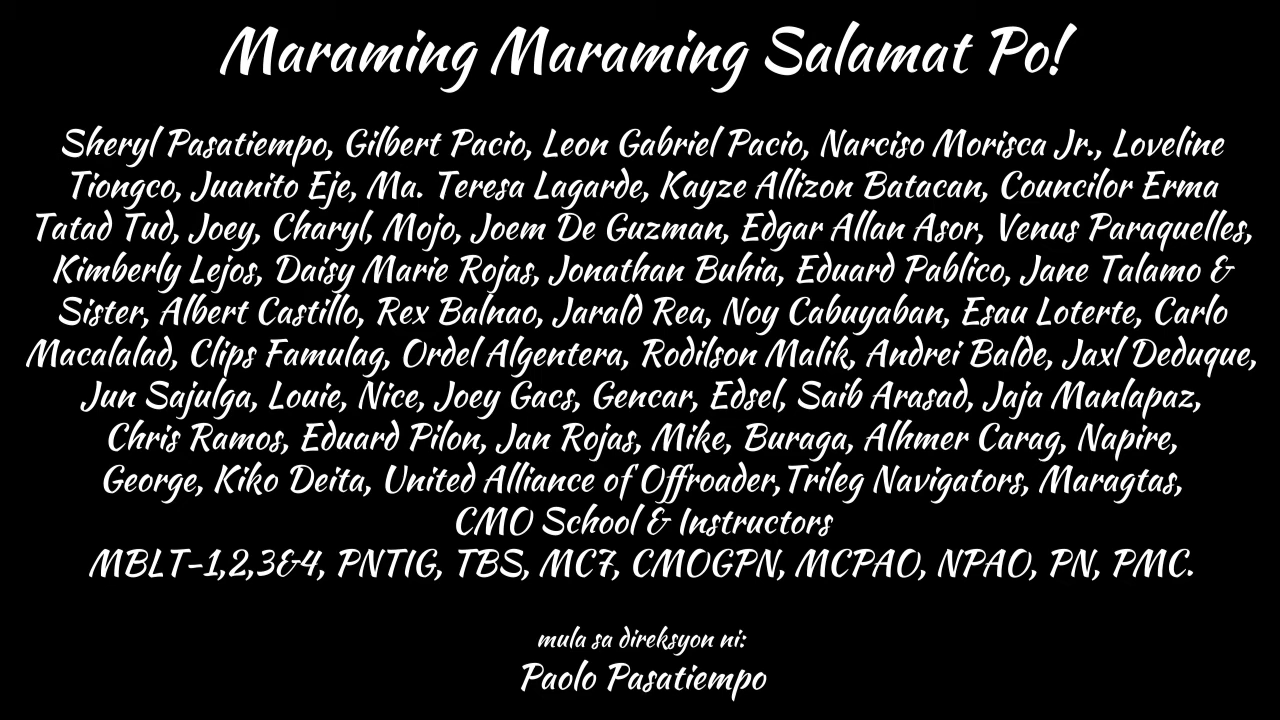 Maraming Maraming Salamat Po!
Sheryl Pasatiempo, Gilbert Pacio, Leon Gabriel Pacio, Narciso Morisca Jr., Loveline
Tiongco, Juanito Eje, Ma. Teresa Lagarde, Kayze Allizon Batacan, Councilor Erma
Tatad Tud, Joey, Charyl, Mojo, Joem De Guzman, Edgar Allan Asor, Venus Paraquelles,
Kimberly Lejos, Daisy Marie Rojas, Jonathan Buhia, Eduard Pablico, Jane Talamo &
Sister, Albert Castillo, Rex Balnao, Jarald Rea, Noy Cabuyaban, Esau Loterte, Carlo
Macalalad, Clips Famulag, Ordel Algentera, Rodilson Malik, Andrei Balde, Jaxl Deduque,
Jun Sajulga, Louie, Nice, Joey Gacs, Gencar, Edsel, Saib Arasad, Jaja Manlapaz,
Chris Ramos, Eduard Pilon, Jan Rojas, Mike, Buraga, Alhmer Carag, Napire,
George, Kiko Deita, United Alliance of Offroader,Trileg Navigators, Maragtas,
CMO School & Instructors
MBLT-1,2,3&4, PNTIG, TBS, MC7, CMOGPN, MCPAO, NPAO, PN, PMC.
mula sa direksyon ni:
Paolo Pasatiempo